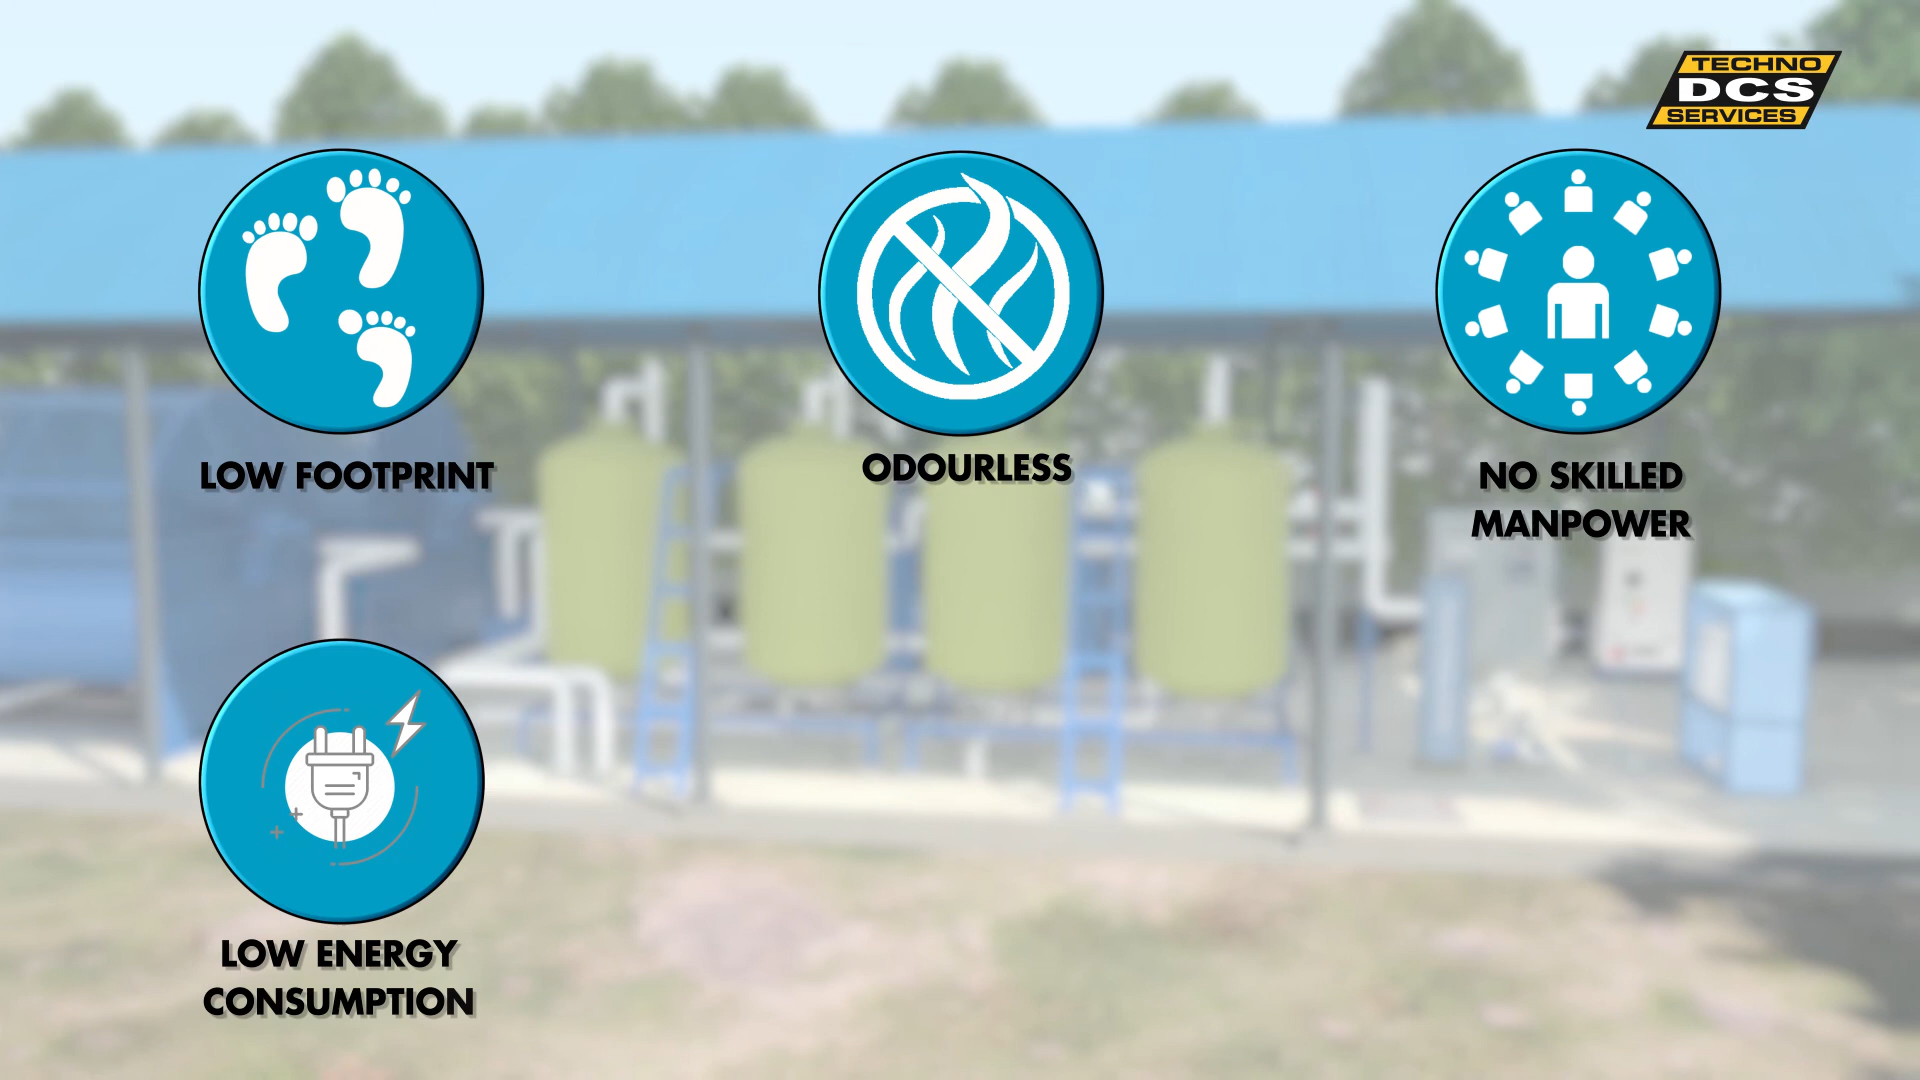 TECHNO
DCS
SERVICES
LOW FOOTPRINT
ODOURLESS
NO SKILLED
MANPOWER
LOW ENERGY
CONSUMPTION